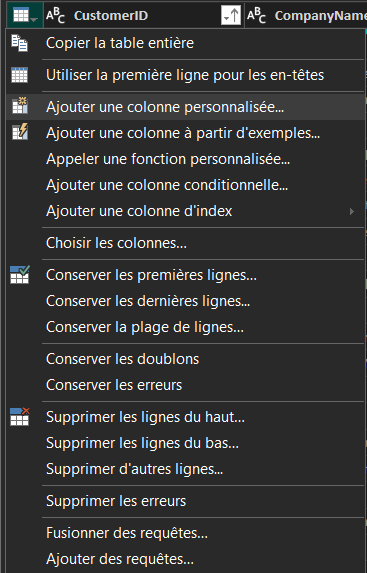 ABC CustomerID ABC CompanyName
Copier la table entière
Utiliser la première ligne pour les en-têtes
Ajouter une colonne personnalisée...
Ajouter une colonne à partir d'exemples...
Appeler une fonction personnalisée...
Ajouter une colonne conditionnelle...
Ajouter une colonne d'index
Choisir les colonnes...
Conserver les premières lignes...
Conserver les dernières lignes...
Conserver la plage de lignes...
Conserver les doublons
Conserver les erreurs
Supprimer les lignes du haut...
Supprimer les lignes du bas...
Supprimer d'autres lignes...
Supprimer les erreurs
Fusionner des requêtes...
Ajouter des requêtes...